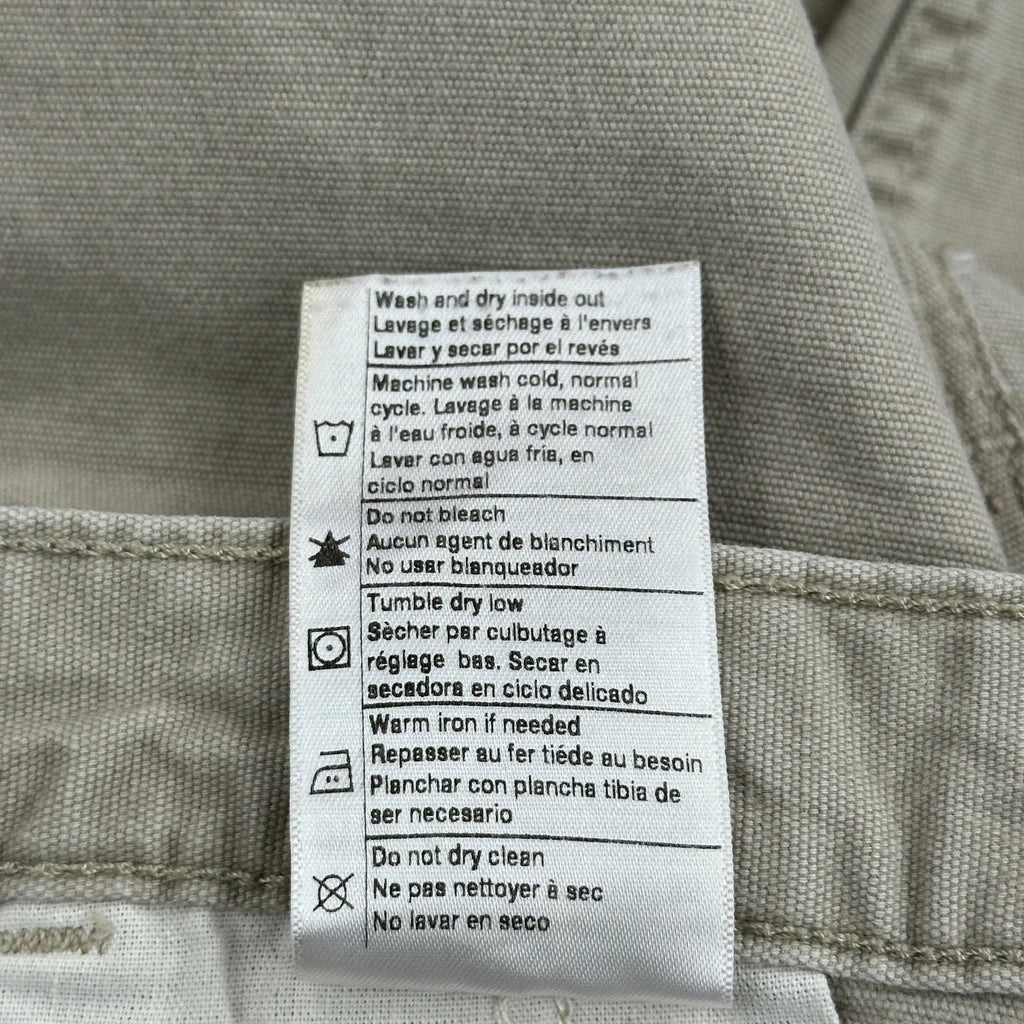 Wash and dry inside out
Lavage et séchage à l'envers
Lavar y secar por el revés
Machine wash cold, normal
cycle. Lavage à la machine
à l'eau froide, à cycle normal
Lavar con agua fria, en
ciclo normal
Do not bleach
Aucun agent de blanchiment
No usar blanqueador
Tumble dry low
Sècher par culbutage à
réglage bas. Secar en
secadora en ciclo delicado
Warm iron if needed
Repasser au fer tiéde au besoin
Planchar con plancha tibia de
ser necesario
Do not dry clean
Ne pas nettoyer à sec
No lavar en seco